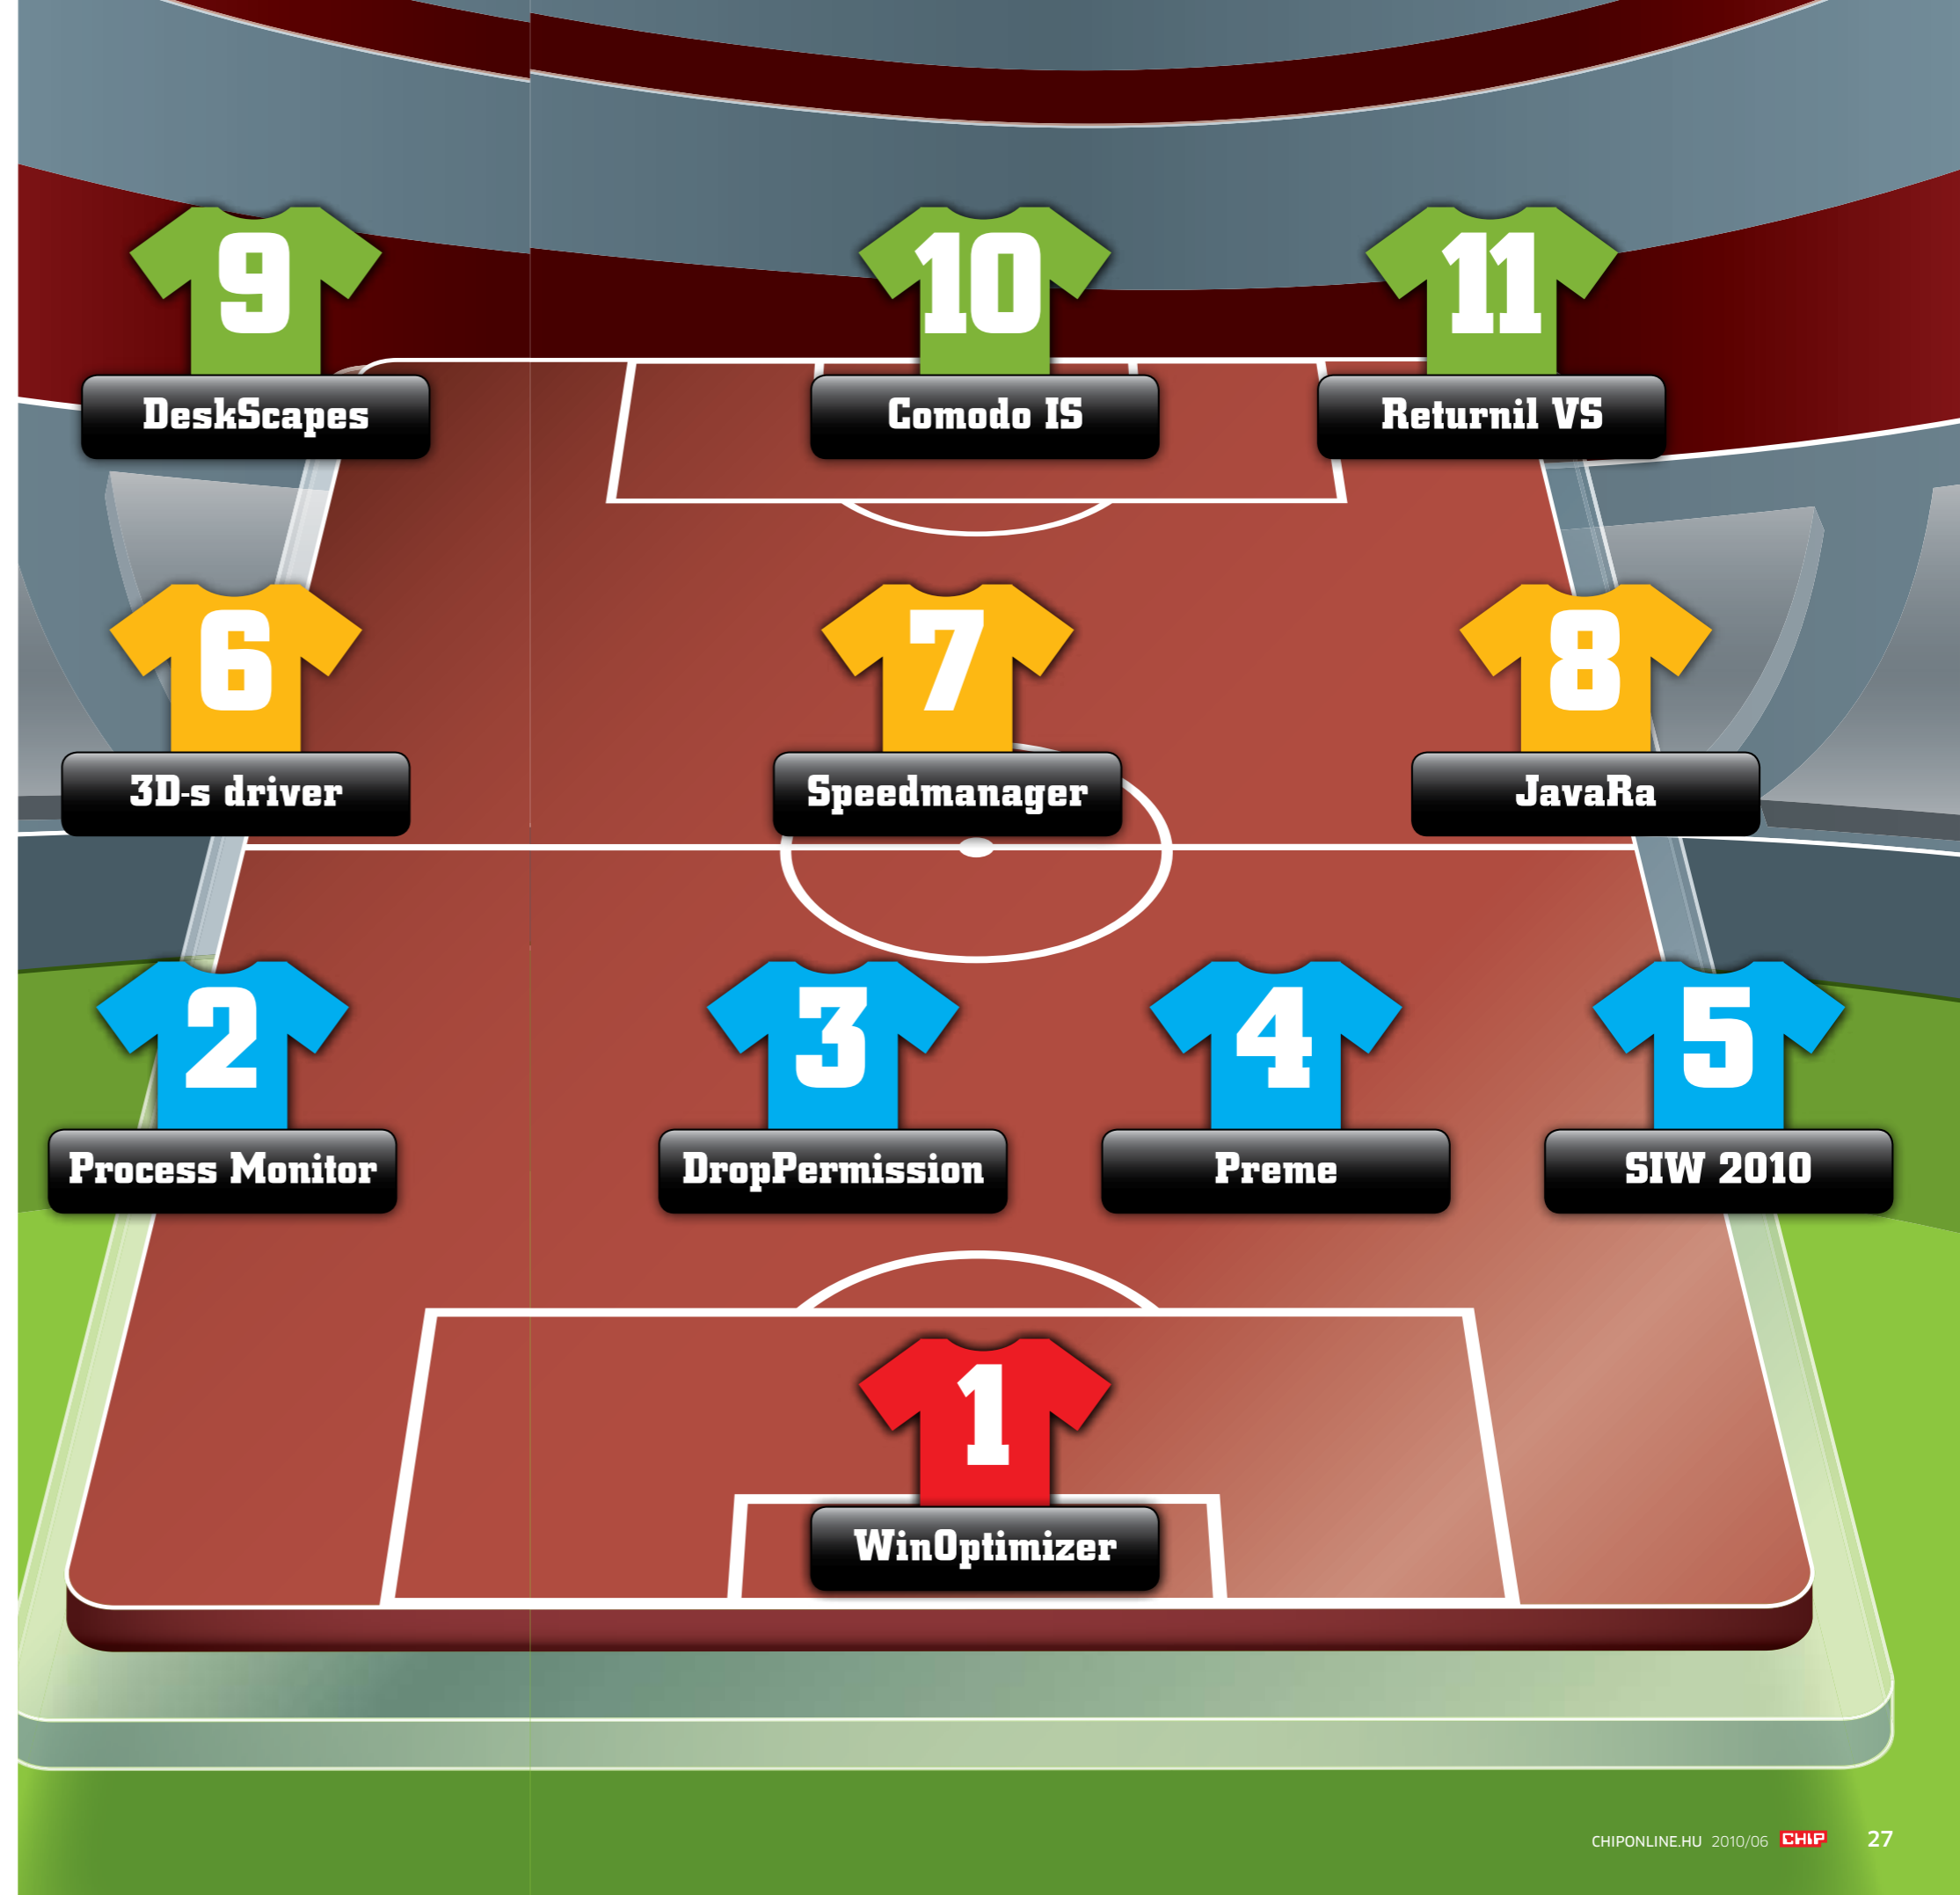 9 10 11
DeskScapes Comodo IS Returnil VS
6 7 8
3D-s driver Speedmanager JavaRa
2 3 4 5
Process Monitor DropPermission Preme SIW 2010
1
WinOptimizer
CHIPONLINE.HU 2010/06 CHIP 27